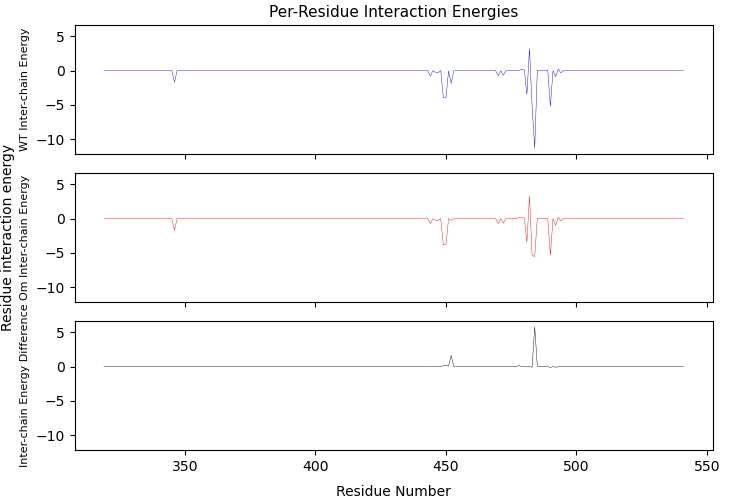 Per-Residue Interaction Energies
Residue interaction energy
WT Inter-chain Energy
5
0
−5
−10
Om Inter-chain Energy
5
0
−5
−10
Inter-chain Energy Difference
5
0
−5
−10
350
400
450
500
550
Residue Number